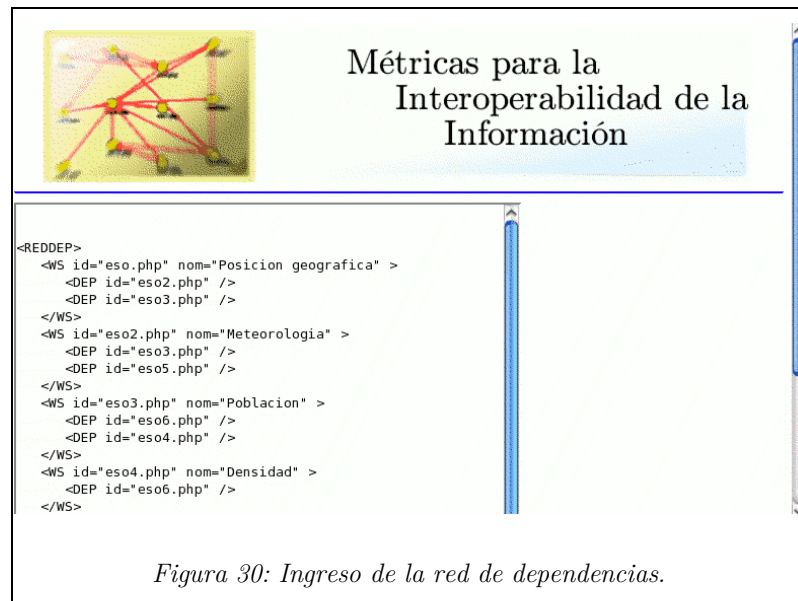 Métricas para la
Interoperabilidad de la
Información
<REDDEP>
<WS id="eso.php" nom="Posicion geografica" >
<DEP id="eso2.php" />
<DEP id="eso3.php" />
</WS>
<WS id="eso2.php" nom="Meteorologia" >
<DEP id="eso3.php" />
<DEP id="eso5.php" />
</WS>
<WS id="eso3.php" nom="Poblacion" >
<DEP id="eso6.php" />
<DEP id="eso4.php" />
</WS>
<WS id="eso4.php" nom="Densidad" >
<DEP id="eso6.php" />
</WS>
Figura 30: Ingreso de la red de dependencias.